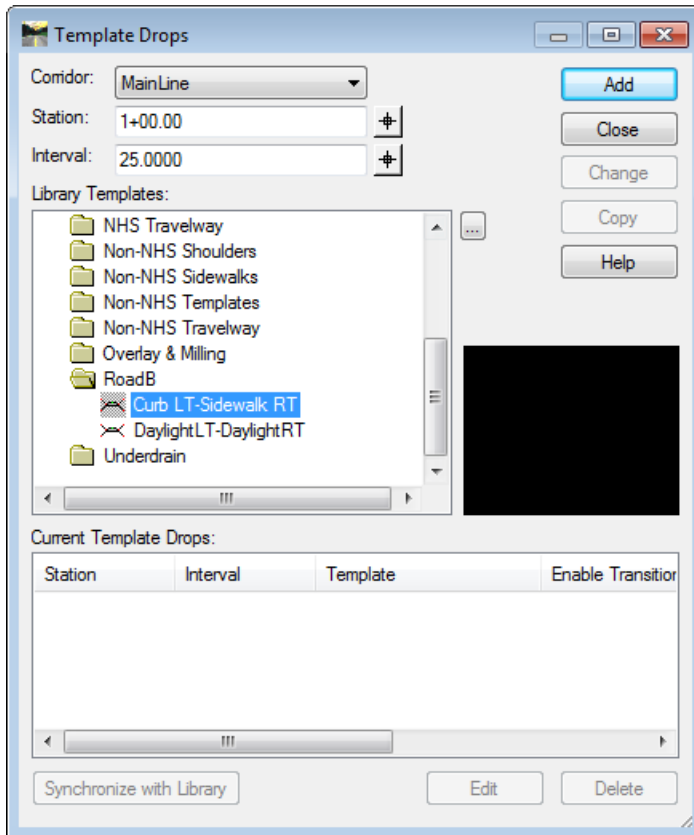 Template Drops
Corridor: MainLine Add
Station: 1+00.00 Close
Interval: 25.0000 Change
Library Templates:
... Copy
NHS Travelway
Non-NHS Shoulders
Help
Non-NHS Sidewalks
Non-NHS Templates
Non-NHS Travelway
Overlay & Milling
RoadB
Curb LT-Sidewalk RT
DaylightLT-DaylightRT
Underdrain
Current Template Drops:
Station Interval Template Enable Transition
Synchronize with Library Edit Delete